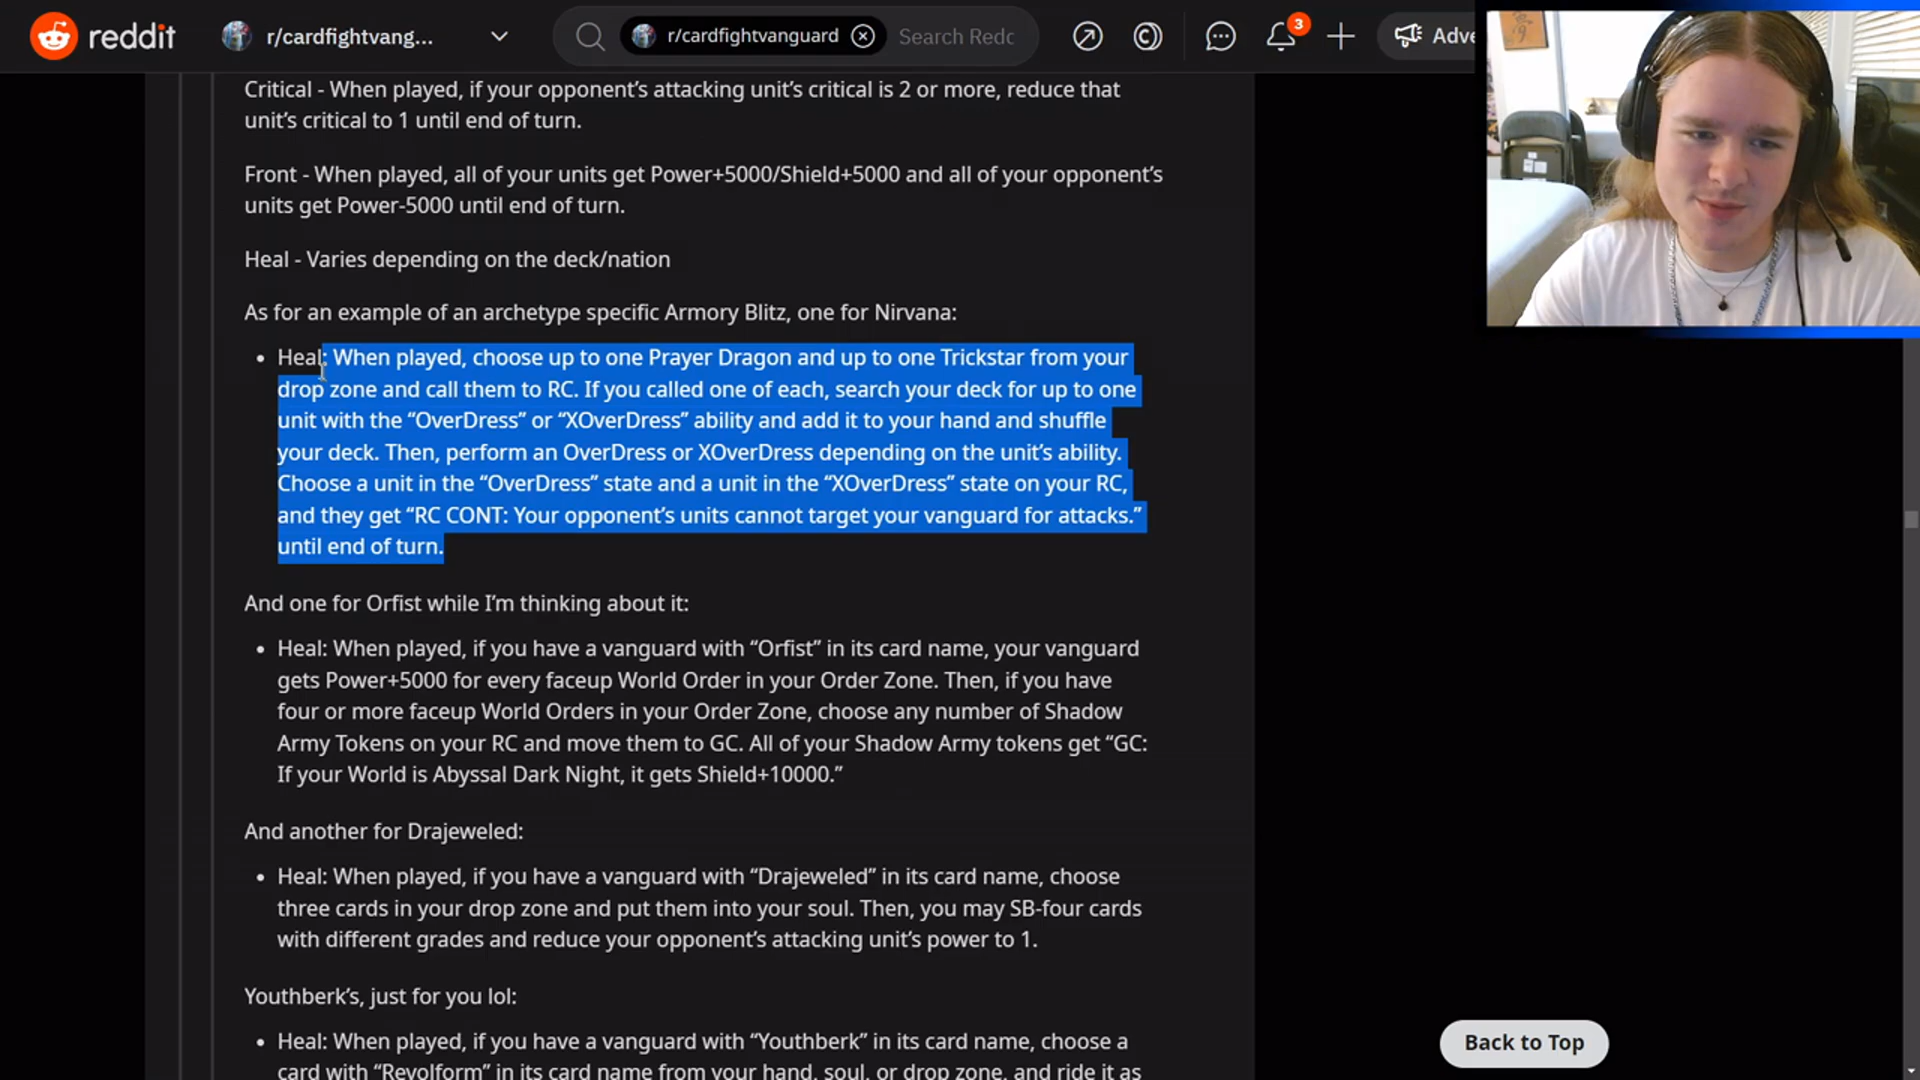 reddit
r/cardfightvang...
r/cardfightvanguard
Search Redc
3
Adve
Critical - When played, if your opponent's attacking unit's critical is 2 or more, reduce that
unit's critical to 1 until end of turn.
Front - When played, all of your units get Power+5000/Shield+5000 and all of your opponent's
units get Power-5000 until end of turn.
Heal - Varies depending on the deck/nation
As for an example of an archetype specific Armory Blitz, one for Nirvana:
• Heal: When played, choose up to one Prayer Dragon and up to one Trickstar from your
drop zone and call them to RC. If you called one of each, search your deck for up to one
unit with the “OverDress” or “XOverDress” ability and add it to your hand and shuffle
your deck. Then, perform an OverDress or XOverDress depending on the unit's ability.
Choose a unit in the “OverDress” state and a unit in the “XOverDress” state on your RC,
and they get “RC CONT: Your opponent's units cannot target your vanguard for attacks.”
until end of turn.
And one for Orfist while I'm thinking about it:
• Heal: When played, if you have a vanguard with “Orfist” in its card name, your vanguard
gets Power+5000 for every faceup World Order in your Order Zone. Then, if you have
four or more faceup World Orders in your Order Zone, choose any number of Shadow
Army Tokens on your RC and move them to GC. All of your Shadow Army tokens get “GC:
If your World is Abyssal Dark Night, it gets Shield+10000.”
And another for Drajeweled:
• Heal: When played, if you have a vanguard with “Drajeweled” in its card name, choose
three cards in your drop zone and put them into your soul. Then, you may SB-four cards
with different grades and reduce your opponent's attacking unit's power to 1.
Youthberk's, just for you lol:
• Heal: When played, if you have a vanguard with “Youthberk” in its card name, choose a
card with “Revolform” in its card name from your hand, soul, or drop zone, and ride it as
Back to Top